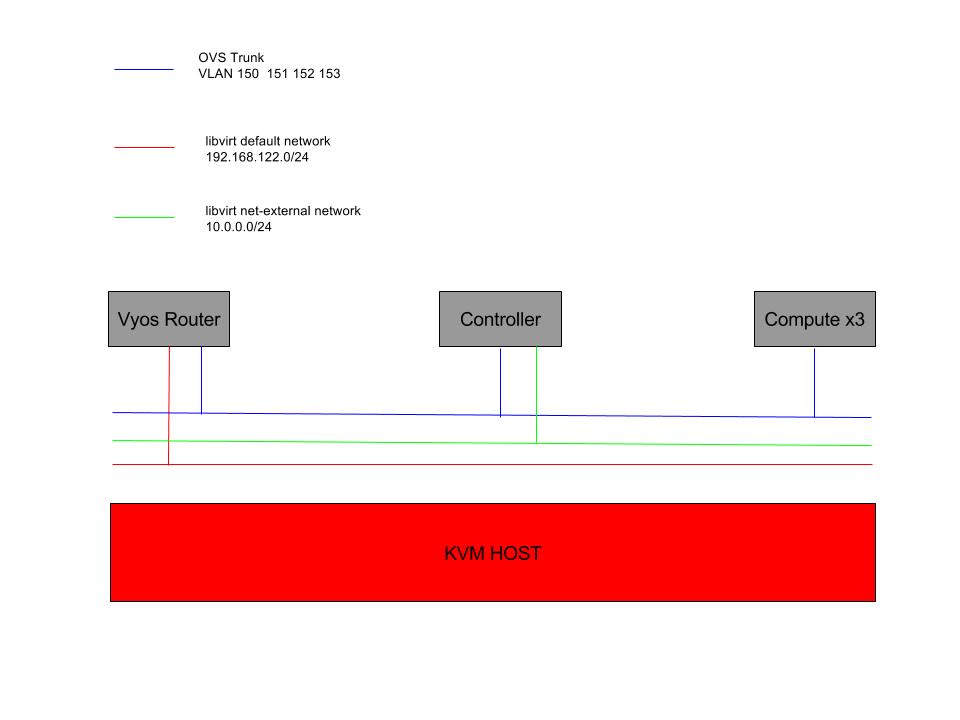 OVS Trunk
VLAN 150  151 152 153
libvirt default network
192.168.122.0/24
libvirt net-external network
10.0.0.0/24
Vyos Router
Controller
Compute x3
KVM HOST